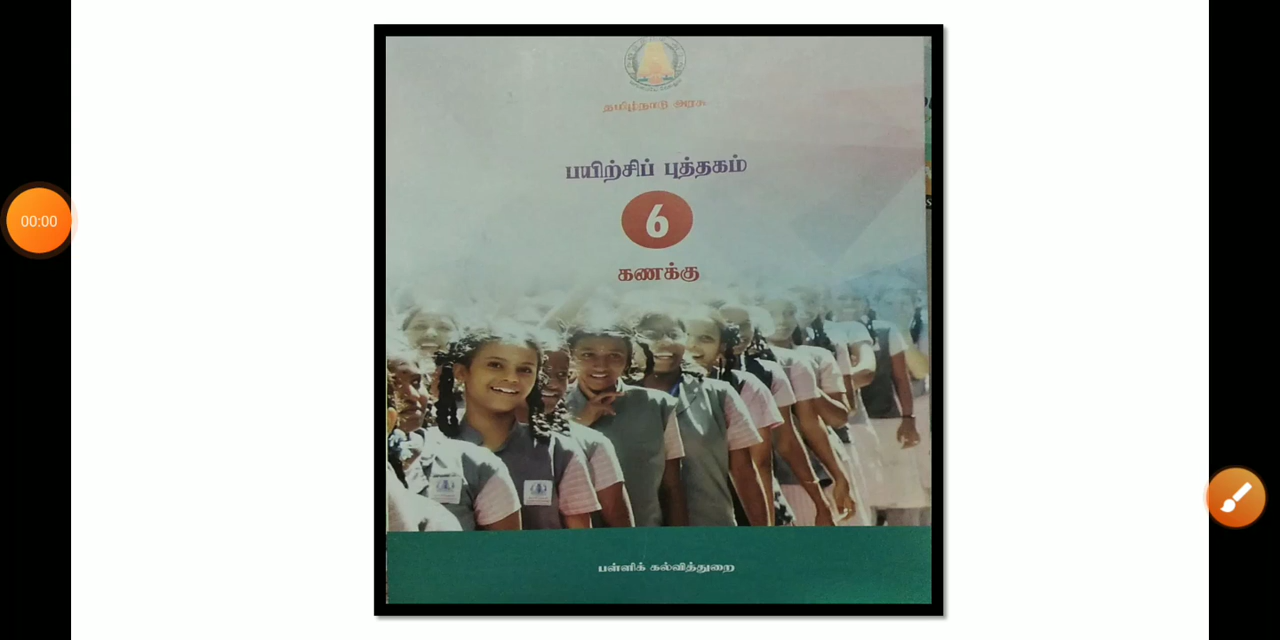 தமிழ்நாடு அரசு
பயிற்சிப் புத்தகம்
6
கணக்கு
பள்ளிக் கல்வித்துறை
00:00